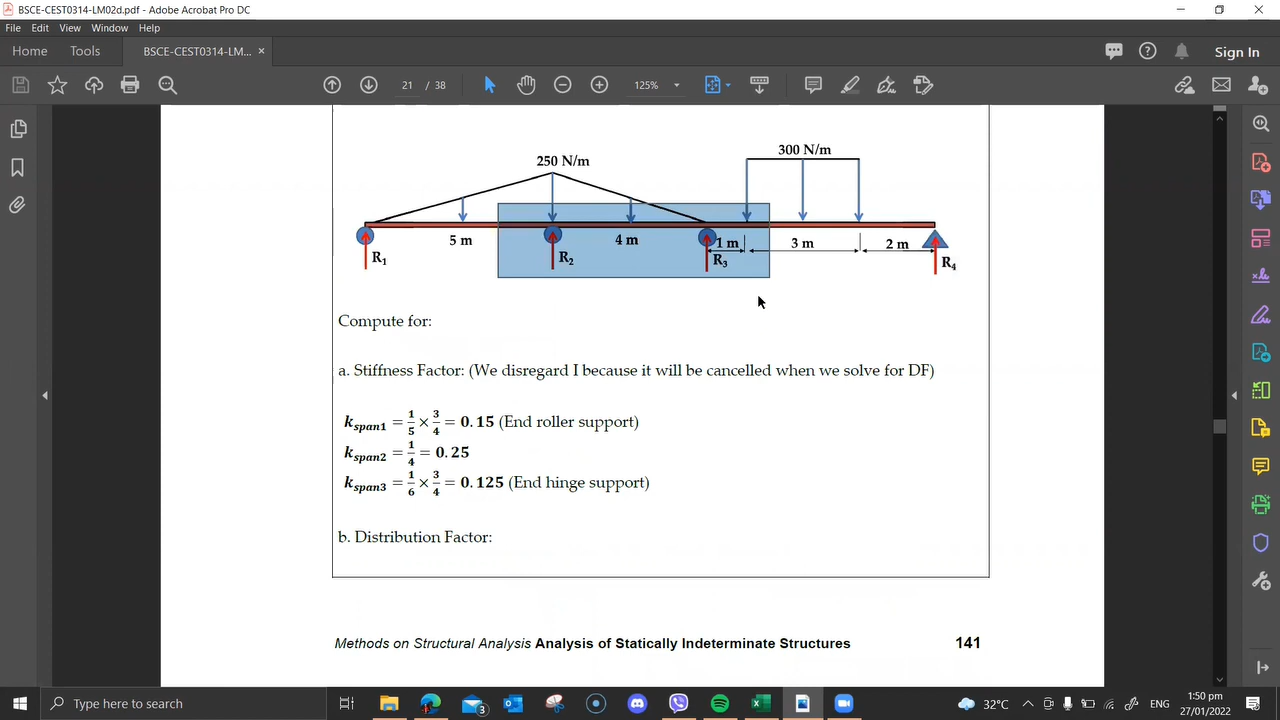 BSCE-CEST0314-LM02d.pdf - Adobe Acrobat Pro DC
File Edit View Window Help
Home Tools BSCE-CEST0314-LM... × Sign In
21 / 38 125%
250 N/m
300 N/m
5 m 4 m 1 m 3 m 2 m
R1 R2 R3 R4
Compute for:
a. Stiffness Factor: (We disregard I because it will be cancelled when we solve for DF)
kspan1 = 1/5 × 3/4 = 0.15 (End roller support)
kspan2 = 1/4 = 0.25
kspan3 = 1/6 × 3/4 = 0.125 (End hinge support)
b. Distribution Factor:
Methods on Structural Analysis Analysis of Statically Indeterminate Structures 141
Type here to search 3 32°C ENG 1:50 pm
27/01/2022